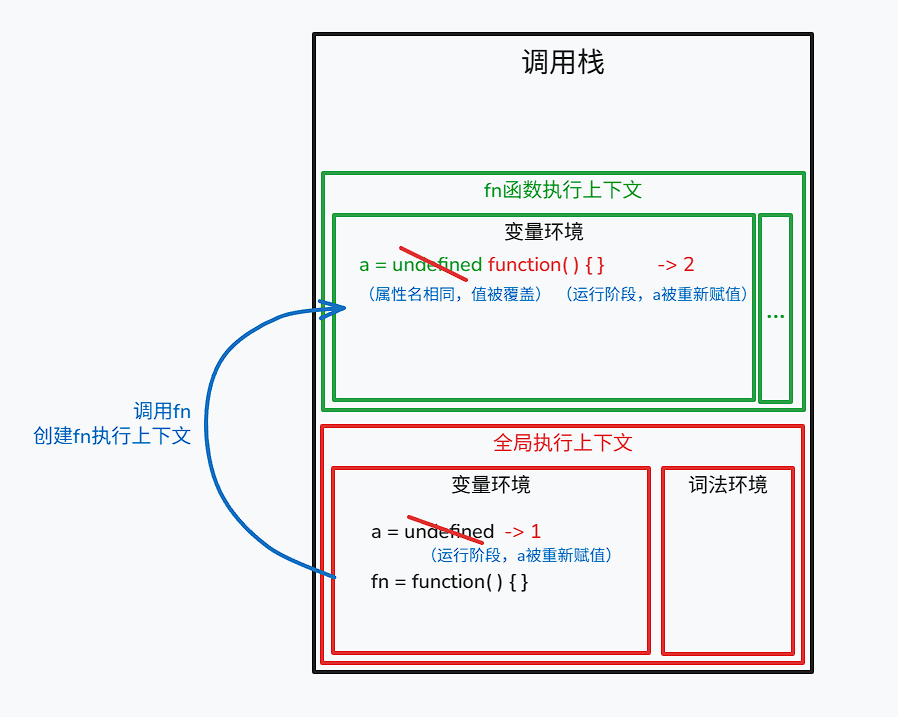 调用栈
fn函数执行上下文
变量环境
a = undefined function( ) { } -> 2
（属性名相同，值被覆盖）（运行阶段，a被重新赋值）
...
调用fn
创建fn执行上下文
全局执行上下文
变量环境
词法环境
a = undefined -> 1
（运行阶段，a被重新赋值）
fn = function( ) { }